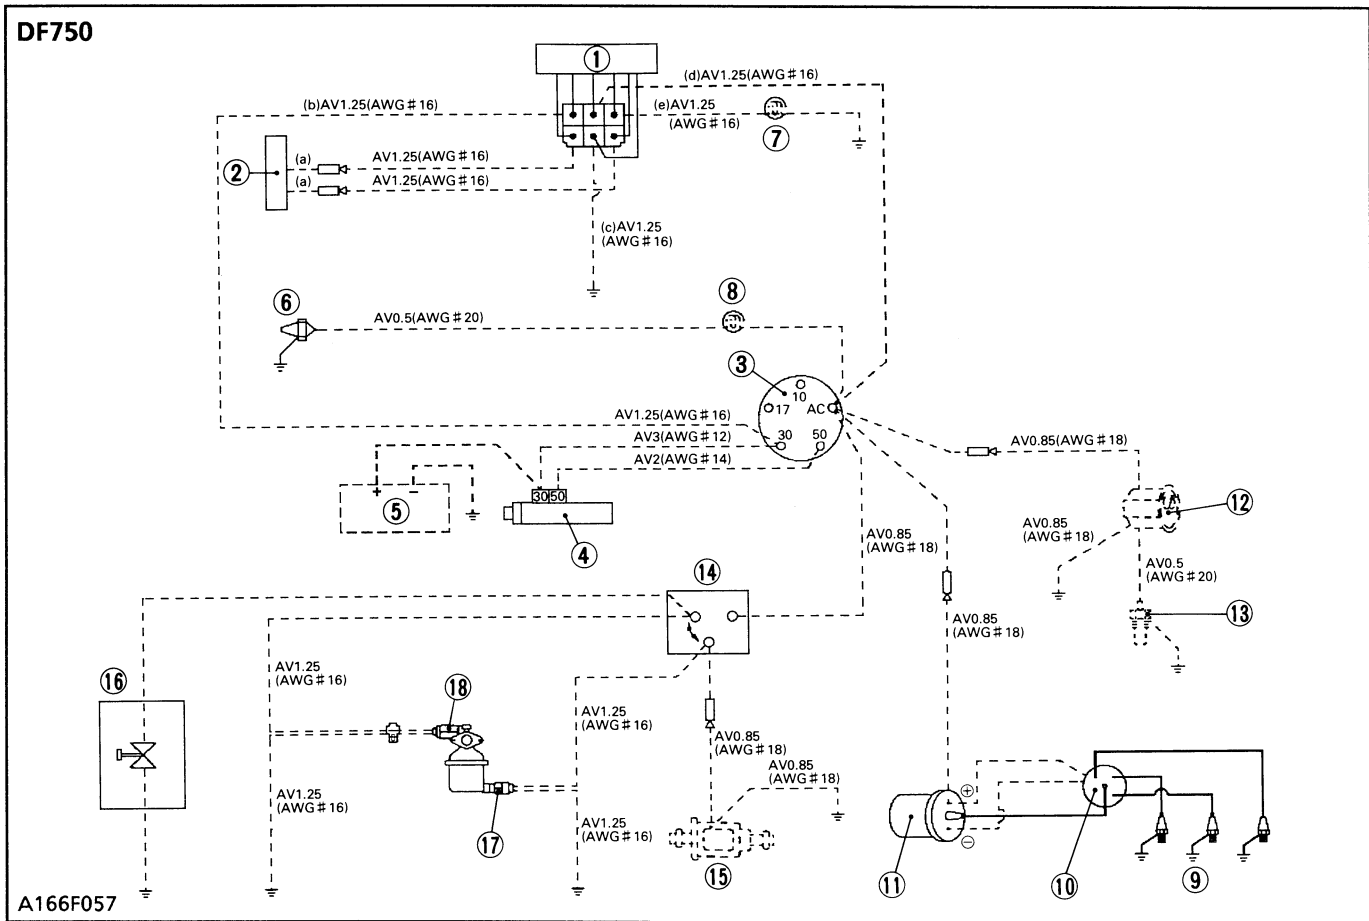 DF750
1
(d)AV1.25(AWG#16)
(b)AV1.25(AWG#16)
(e)AV1.25
(AWG#16)
7
2
(a)
AV1.25(AWG#16)
(a)
AV1.25(AWG#16)
(c)AV1.25
(AWG#16)
6
AV0.5(AWG#20)
8
3
10
17
AC
30
50
AV1.25(AWG#16)
AV3(AWG#12)
AV2(AWG#14)
AV0.85(AWG#18)
+
−
5
30
50
4
12
AV0.85
(AWG#18)
AV0.85
(AWG#18)
AV0.5
(AWG#20)
13
14
AV0.85
(AWG#18)
16
AV1.25
(AWG#16)
18
AV1.25
(AWG#16)
AV0.85
(AWG#18)
AV0.85
(AWG#18)
AV1.25
(AWG#16)
17
AV1.25
(AWG#16)
15
+
−
11
10
9
A166F057